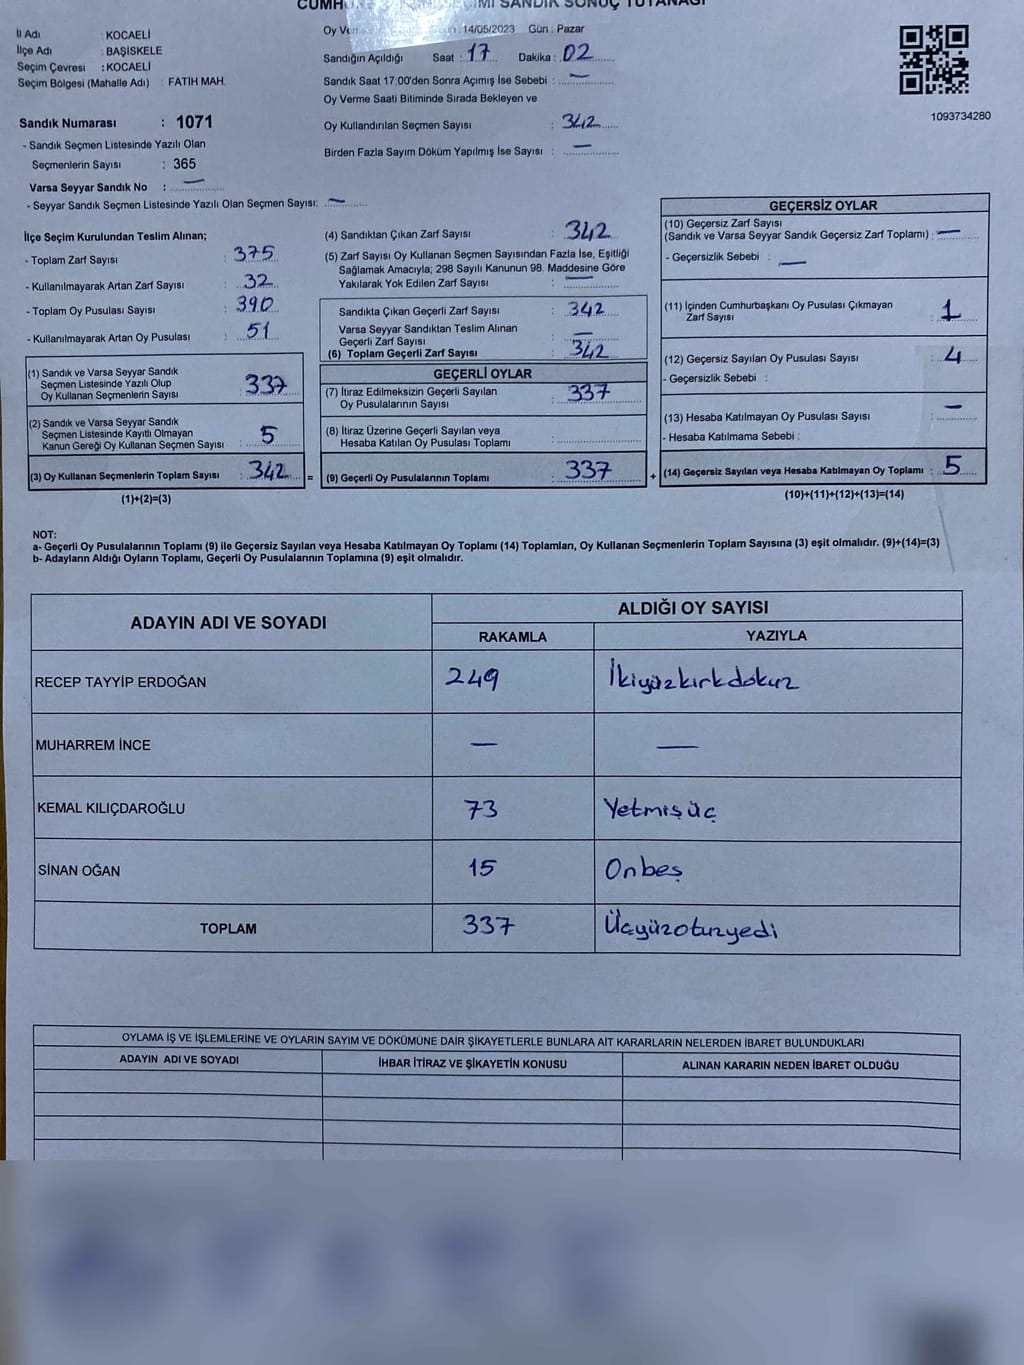 SANDIK SONUÇ TUTANAĞI
İl Adı : KOCAELİ
İlçe Adı : BAŞİSKELE
Seçim Çevresi : KOCAELİ
Seçim Bölgesi (Mahalle Adı) : FATİH MAH.
Sandık Numarası : 1071
- Sandık Seçmen Listesinde Yazılı Olan
Seçmenlerin Sayısı : 365
Varsa Seyyar Sandık No : —
- Seyyar Sandık Seçmen Listesinde Yazılı Olan Seçmen Sayısı: —
Oy : 14/05/2023 Gün : Pazar
Sandığın Açıldığı Saat : 17 Dakika : 02
Sandık Saat 17:00'den Sonra Açımış İse Sebebi : —
Oy Verme Saati Bitiminde Sırada Bekleyen ve
Oy Kullandırılan Seçmen Sayısı : 342
Birden Fazla Sayım Döküm Yapılmış İse Sayısı : —
1093734280
İlçe Seçim Kurulundan Teslim Alınan;
- Toplam Zarf Sayısı : 375
- Kullanılmayarak Artan Zarf Sayısı : 32
- Toplam Oy Pusulası Sayısı : 390
- Kullanılmayarak Artan Oy Pusulası : 51
(1) Sandık ve Varsa Seyyar Sandık
Seçmen Listesinde Yazılı Olup
Oy Kullanan Seçmenlerin Sayısı : 337
(2) Sandık ve Varsa Seyyar Sandık
Seçmen Listesinde Kayıtlı Olmayan
Kanun Gereği Oy Kullanan Seçmen Sayısı : 5
(3) Oy Kullanan Seçmenlerin Toplam Sayısı : 342 =
(1)+(2)=(3)
(4) Sandıktan Çıkan Zarf Sayısı : 342
(5) Zarf Sayısı Oy Kullanan Seçmen Sayısından Fazla İse, Eşitliği
Sağlamak Amacıyla; 298 Sayılı Kanunun 98. Maddesine Göre
Yakılarak Yok Edilen Zarf Sayısı : —
Sandıkta Çıkan Geçerli Zarf Sayısı : 342
Varsa Seyyar Sandıktan Teslim Alınan
Geçerli Zarf Sayısı : —
(6) Toplam Geçerli Zarf Sayısı : 342
GEÇERLİ OYLAR
(7) İtiraz Edilmeksizin Geçerli Sayılan
Oy Pusulalarının Sayısı : 337
(8) İtiraz Üzerine Geçerli Sayılan veya
Hesaba Katılan Oy Pusulası Toplamı :
(9) Geçerli Oy Pusulalarının Toplamı : 337 +
GEÇERSİZ OYLAR
(10) Geçersiz Zarf Sayısı
(Sandık ve Varsa Seyyar Sandık Geçersiz Zarf Toplamı) : —
- Geçersizlik Sebebi : —
(11) İçinden Cumhurbaşkanı Oy Pusulası Çıkmayan
Zarf Sayısı : 1
(12) Geçersiz Sayılan Oy Pusulası Sayısı : 4
- Geçersizlik Sebebi :
(13) Hesaba Katılmayan Oy Pusulası Sayısı : —
- Hesaba Katılmama Sebebi :
(14) Geçersiz Sayılan veya Hesaba Katılmayan Oy Toplamı : 5
(10)+(11)+(12)+(13)=(14)
NOT:
a- Geçerli Oy Pusulalarının Toplamı (9) ile Geçersiz Sayılan veya Hesaba Katılmayan Oy Toplamı (14) Toplamları, Oy Kullanan Seçmenlerin Toplam Sayısına (3) eşit olmalıdır. (9)+(14)=(3)
b- Adayların Aldığı Oyların Toplamı, Geçerli Oy Pusulalarının Toplamına (9) eşit olmalıdır.
ADAYIN ADI VE SOYADI ALDIĞI OY SAYISI
RAKAMLA YAZIYLA
RECEP TAYYİP ERDOĞAN 249 İkiyüzkırkdokuz
MUHARREM İNCE — —
KEMAL KILIÇDAROĞLU 73 Yetmişüç
SİNAN OĞAN 15 Onbeş
TOPLAM 337 Üçyüzotuzyedi
OYLAMA İŞ VE İŞLEMLERİNE VE OYLARIN SAYIM VE DÖKÜMÜNE DAİR ŞİKAYETLERLE BUNLARA AİT KARARLARIN NELERDEN İBARET BULUNDUKLARI
ADAYIN ADI VE SOYADI İHBAR İTİRAZ VE ŞİKAYETİN KONUSU ALINAN KARARIN NEDEN İBARET OLDUĞU